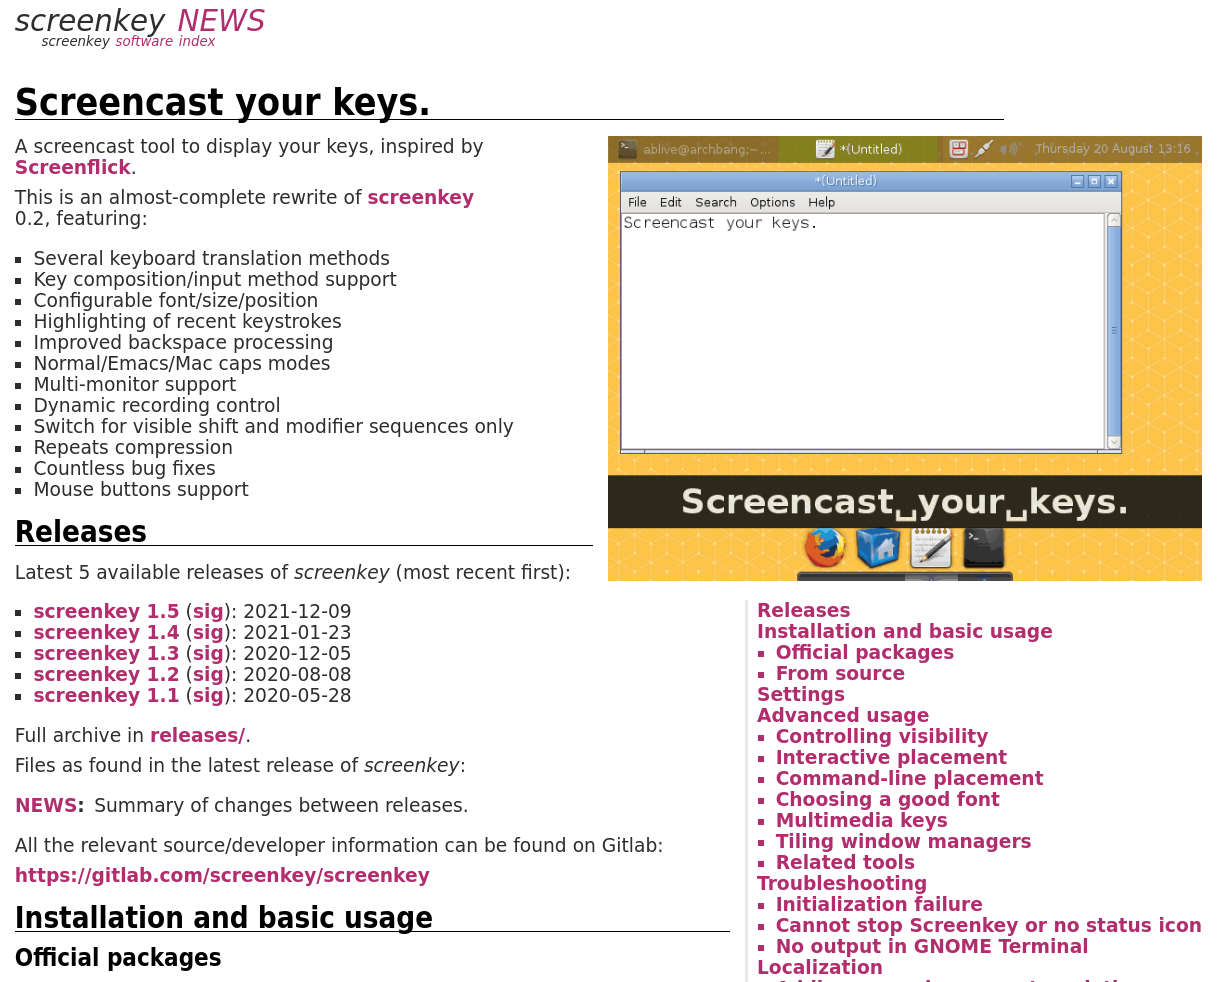 screenkey NEWS
screenkey software index
Screencast your keys.
A screencast tool to display your keys, inspired by
Screenflick.
This is an almost-complete rewrite of screenkey
0.2, featuring:
Several keyboard translation methods
Key composition/input method support
Configurable font/size/position
Highlighting of recent keystrokes
Improved backspace processing
Normal/Emacs/Mac caps modes
Multi-monitor support
Dynamic recording control
Switch for visible shift and modifier sequences only
Repeats compression
Countless bug fixes
Mouse buttons support
ablive@archbang:~ ...
*(Untitled)
Thursday 20 August 13:16
*(Untitled)
File Edit Search Options Help
Screencast your keys.
Screencast␣your␣keys.
Releases
Latest 5 available releases of screenkey (most recent first):
screenkey 1.5 (sig): 2021-12-09
screenkey 1.4 (sig): 2021-01-23
screenkey 1.3 (sig): 2020-12-05
screenkey 1.2 (sig): 2020-08-08
screenkey 1.1 (sig): 2020-05-28
Full archive in releases/.
Files as found in the latest release of screenkey:
NEWS: Summary of changes between releases.
All the relevant source/developer information can be found on Gitlab:
https://gitlab.com/screenkey/screenkey
Installation and basic usage
Official packages
Releases
Installation and basic usage
Official packages
From source
Settings
Advanced usage
Controlling visibility
Interactive placement
Command-line placement
Choosing a good font
Multimedia keys
Tiling window managers
Related tools
Troubleshooting
Initialization failure
Cannot stop Screenkey or no status icon
No output in GNOME Terminal
Localization